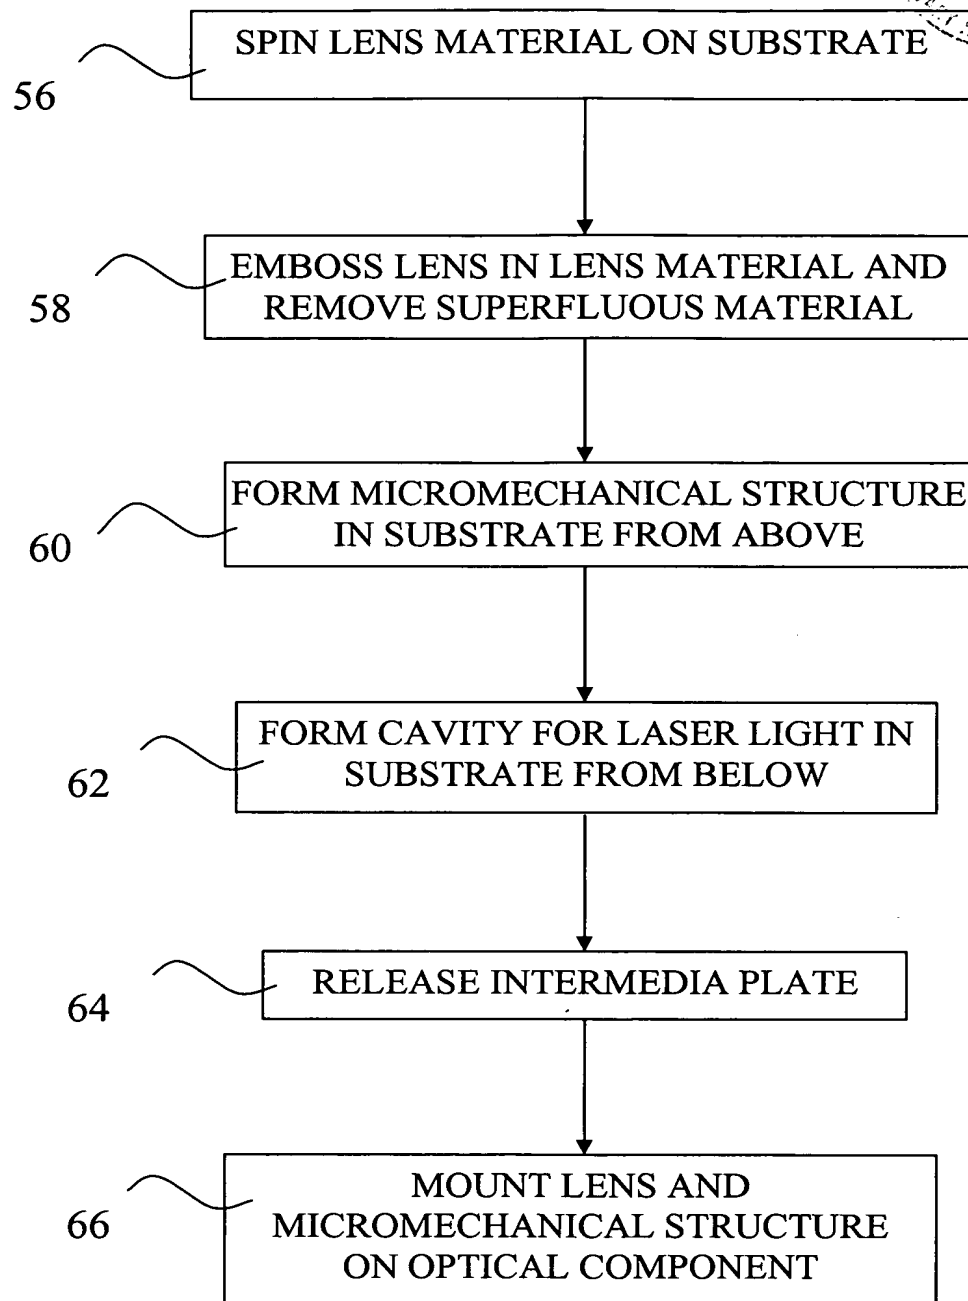 SPIN LENS MATERIAL ON SUBSTRATE
56
EMBOSS LENS IN LENS MATERIAL AND
REMOVE SUPERFLUOUS MATERIAL
58
FORM MICROMECHANICAL STRUCTURE
IN SUBSTRATE FROM ABOVE
60
FORM CAVITY FOR LASER LIGHT IN
SUBSTRATE FROM BELOW
62
RELEASE INTERMEDIA PLATE
64
MOUNT LENS AND
MICROMECHANICAL STRUCTURE
ON OPTICAL COMPONENT
66